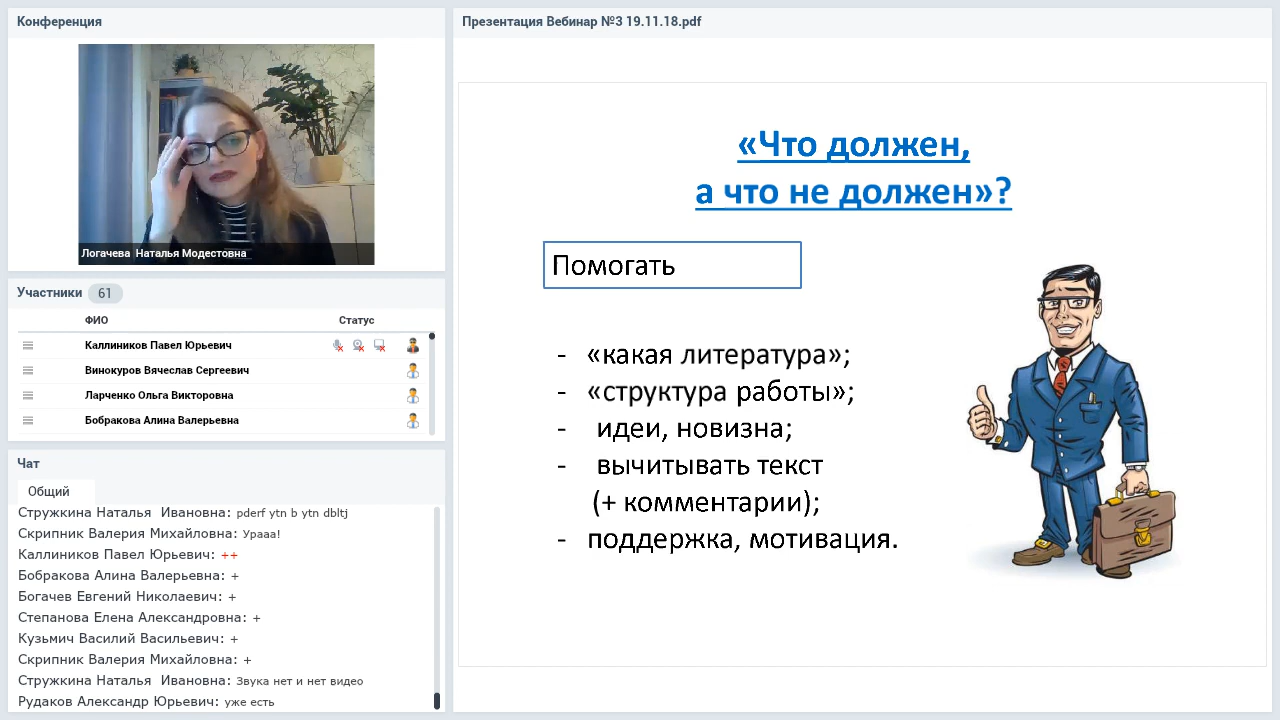 Конференция
Логачева Наталья Модестовна
Участники 61
ФИО Статус
Каллиников Павел Юрьевич
Винокуров Вячеслав Сергеевич
Ларченко Ольга Викторовна
Бобракова Алина Валерьевна
Чат
Общий
Стружкина Наталья Ивановна: pderf ytn b ytn dbltj
Скрипник Валерия Михайловна: Урааа!
Каллиников Павел Юрьевич: ++
Бобракова Алина Валерьевна: +
Богачев Евгений Николаевич: +
Степанова Елена Александровна: +
Кузьмич Василий Васильевич: +
Скрипник Валерия Михайловна: +
Стружкина Наталья Ивановна: Звука нет и нет видео
Рудаков Александр Юрьевич: уже есть
Презентация Вебинар №3 19.11.18.pdf
«Что должен,
а что не должен»?
Помогать
- «какая литература»;
- «структура работы»;
- идеи, новизна;
- вычитывать текст
(+ комментарии);
- поддержка, мотивация.